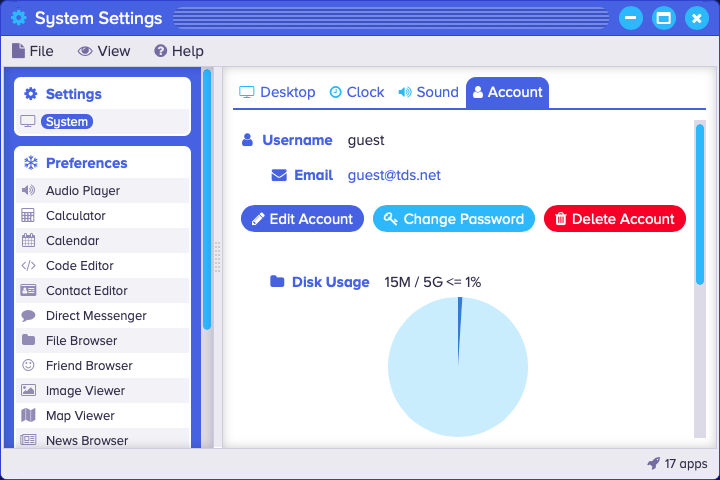 System Settings
File View Help
Settings
System
Preferences
Audio Player
Calculator
Calendar
Code Editor
Contact Editor
Direct Messenger
File Browser
Friend Browser
Image Viewer
Map Viewer
News Browser
Desktop Clock Sound Account
Username guest
Email guest@tds.net
Edit Account Change Password Delete Account
Disk Usage 15M / 5G <= 1%
17 apps